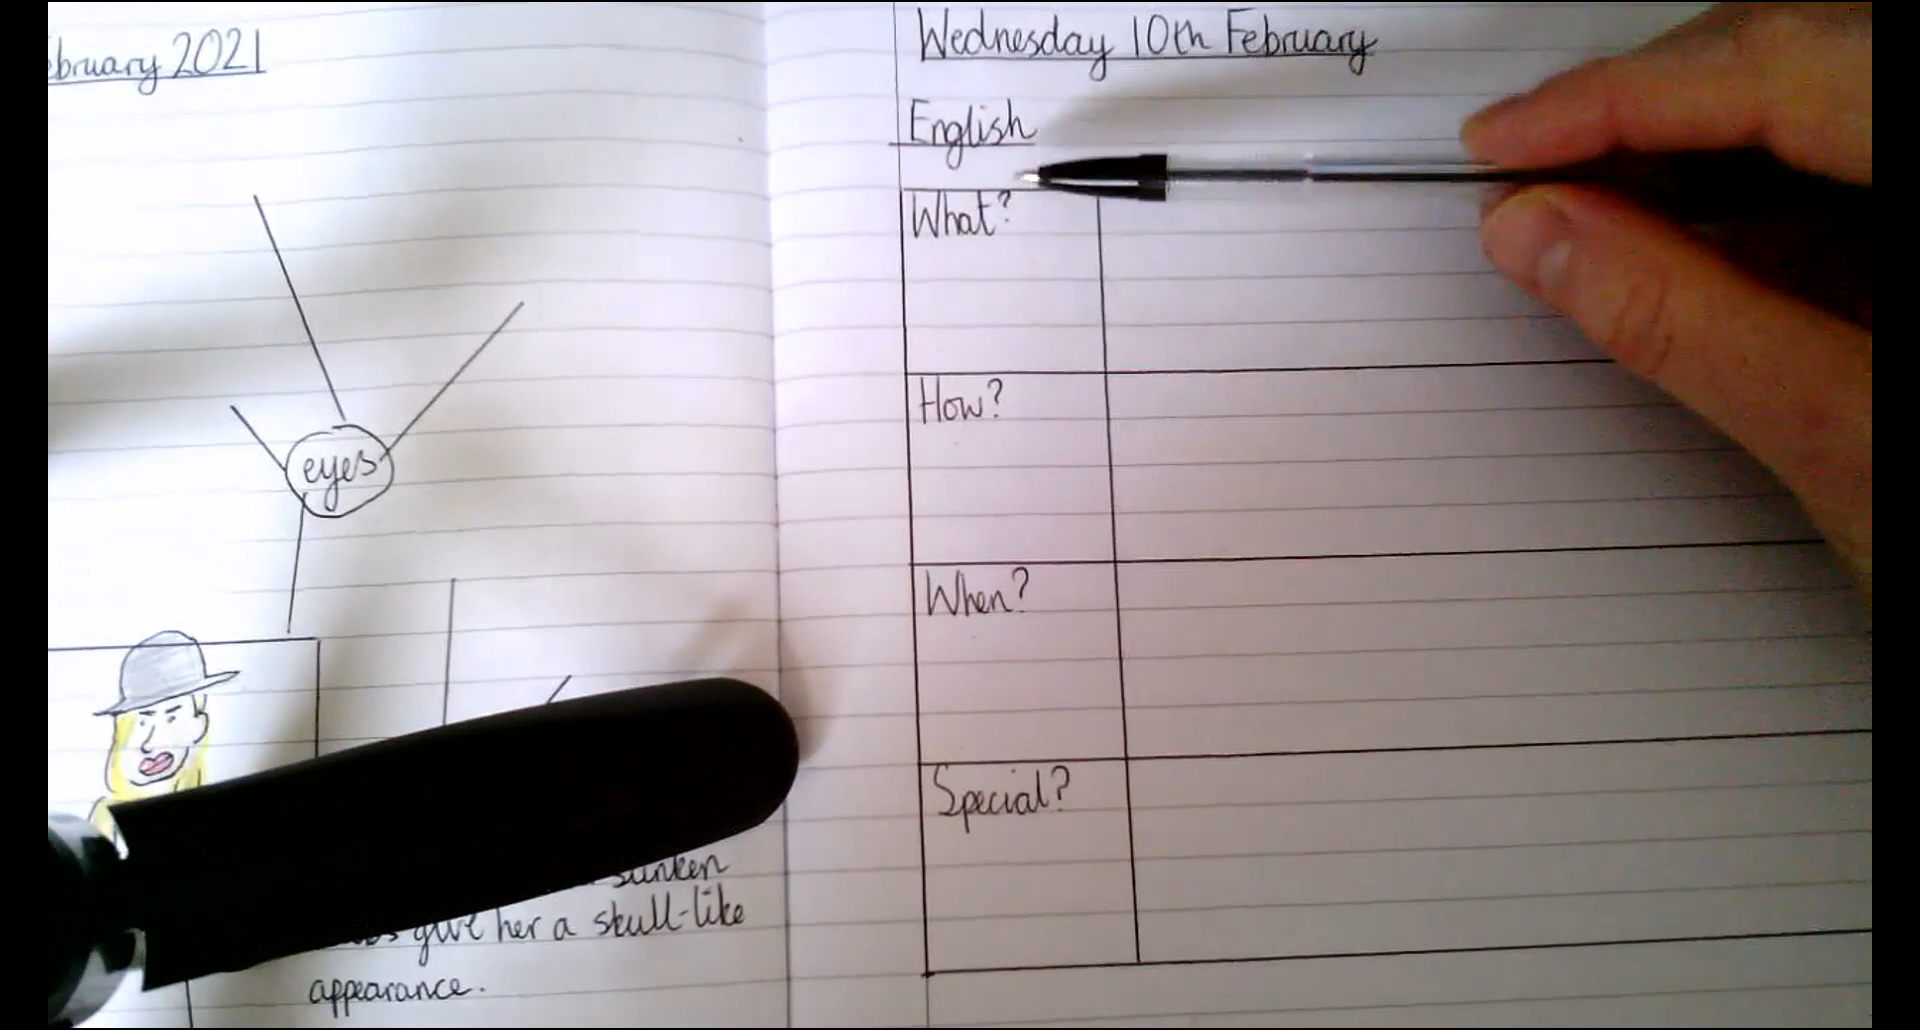 bruary 2021
eyes
sunken
give her a skull-like
appearance.
Wednesday 10th February
English
What?
How?
When?
Special?